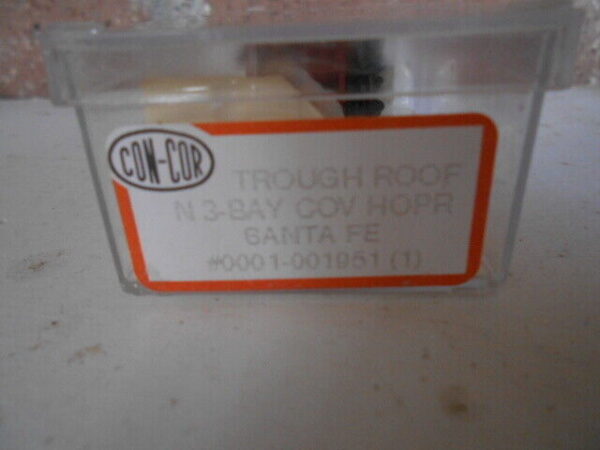 CON-COR
TROUGH ROOF
N 3-BAY COV HOPR
SANTA FE
#0001-001951 (1)